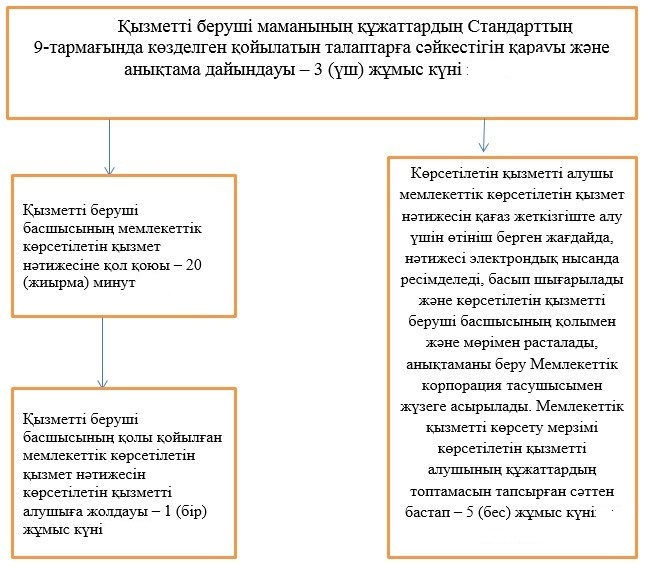 Қызметті беруші маманының құжаттардың Стандарттың
9-тармағында көзделген қойылатын талаптарға сәйкестігін қарауы және
анықтама дайындауы – 3 (үш) жұмыс күні
Қызметті беруші
басшысының мемлекеттік
көрсетілетін қызмет
нәтижесіне қол қоюы – 20
(жиырма) минут
Қызметті беруші
басшысының қолы қойылған
мемлекеттік көрсетілетін
қызмет нәтижесін
көрсетілетін қызметті
алушыға жолдауы – 1 (бір)
жұмыс күні
Көрсетілетін қызметті алушы
мемлекеттік көрсетілетін қызмет
нәтижесін қағаз жеткізгіште алу
үшін өтініш берген жағдайда,
нәтижесі электрондық нысанда
ресімделеді, басып шығарылады
және көрсетілетін қызметті
беруші басшысының қолымен
және мөрімен расталады,
анықтаманы беру Мемлекеттік
корпорация тасушысымен
жүзеге асырылады. Мемлекеттік
қызметті көрсету мерзімі
көрсетілетін қызметті
алушының құжаттардың
топтамасын тапсырған сәттен
бастап – 5 (бес) жұмыс күні